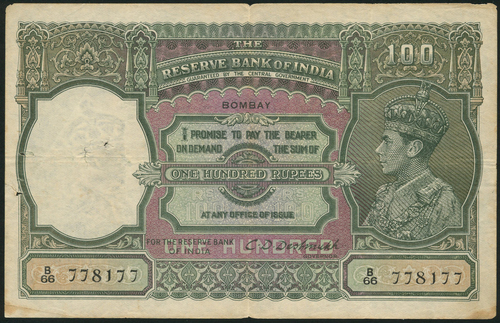 THE
RESERVE BANK OF INDIA
GUARANTEED BY THE CENTRAL GOVERNMENT
100
BOMBAY
I PROMISE TO PAY THE BEARER
ON DEMAND THE SUM OF
ONE HUNDRED RUPEES
AT ANY OFFICE OF ISSUE
FOR THE RESERVE BANK
OF INDIA
C. D. Deshmukh
GOVERNOR
HUNDRED
B/66 778177
B/66 778177